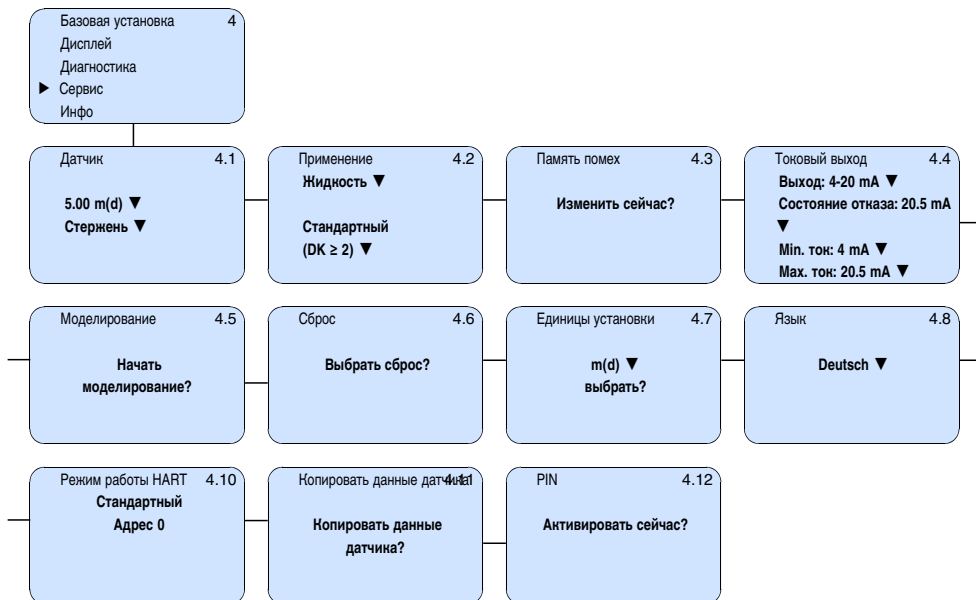 Базовая установка 4
Дисплей
Диагностика
▶ Сервис
Инфо
Датчик 4.1
5.00 m(d) ▼
Стержень ▼
Применение 4.2
Жидкость ▼
Стандартный
(DK ≥ 2) ▼
Память помех 4.3
Изменить сейчас?
Токовый выход 4.4
Выход: 4-20 mA ▼
Состояние отказа: 20.5 mA
▼
Min. ток: 4 mA ▼
Max. ток: 20.5 mA ▼
Моделирование 4.5
Начать
моделирование?
Сброс 4.6
Выбрать сброс?
Единицы установки 4.7
m(d) ▼
выбрать?
Язык 4.8
Deutsch ▼
Режим работы HART 4.10
Стандартный
Адрес 0
Копировать данные датчика 4.11
Копировать данные
датчика?
PIN 4.12
Активировать сейчас?